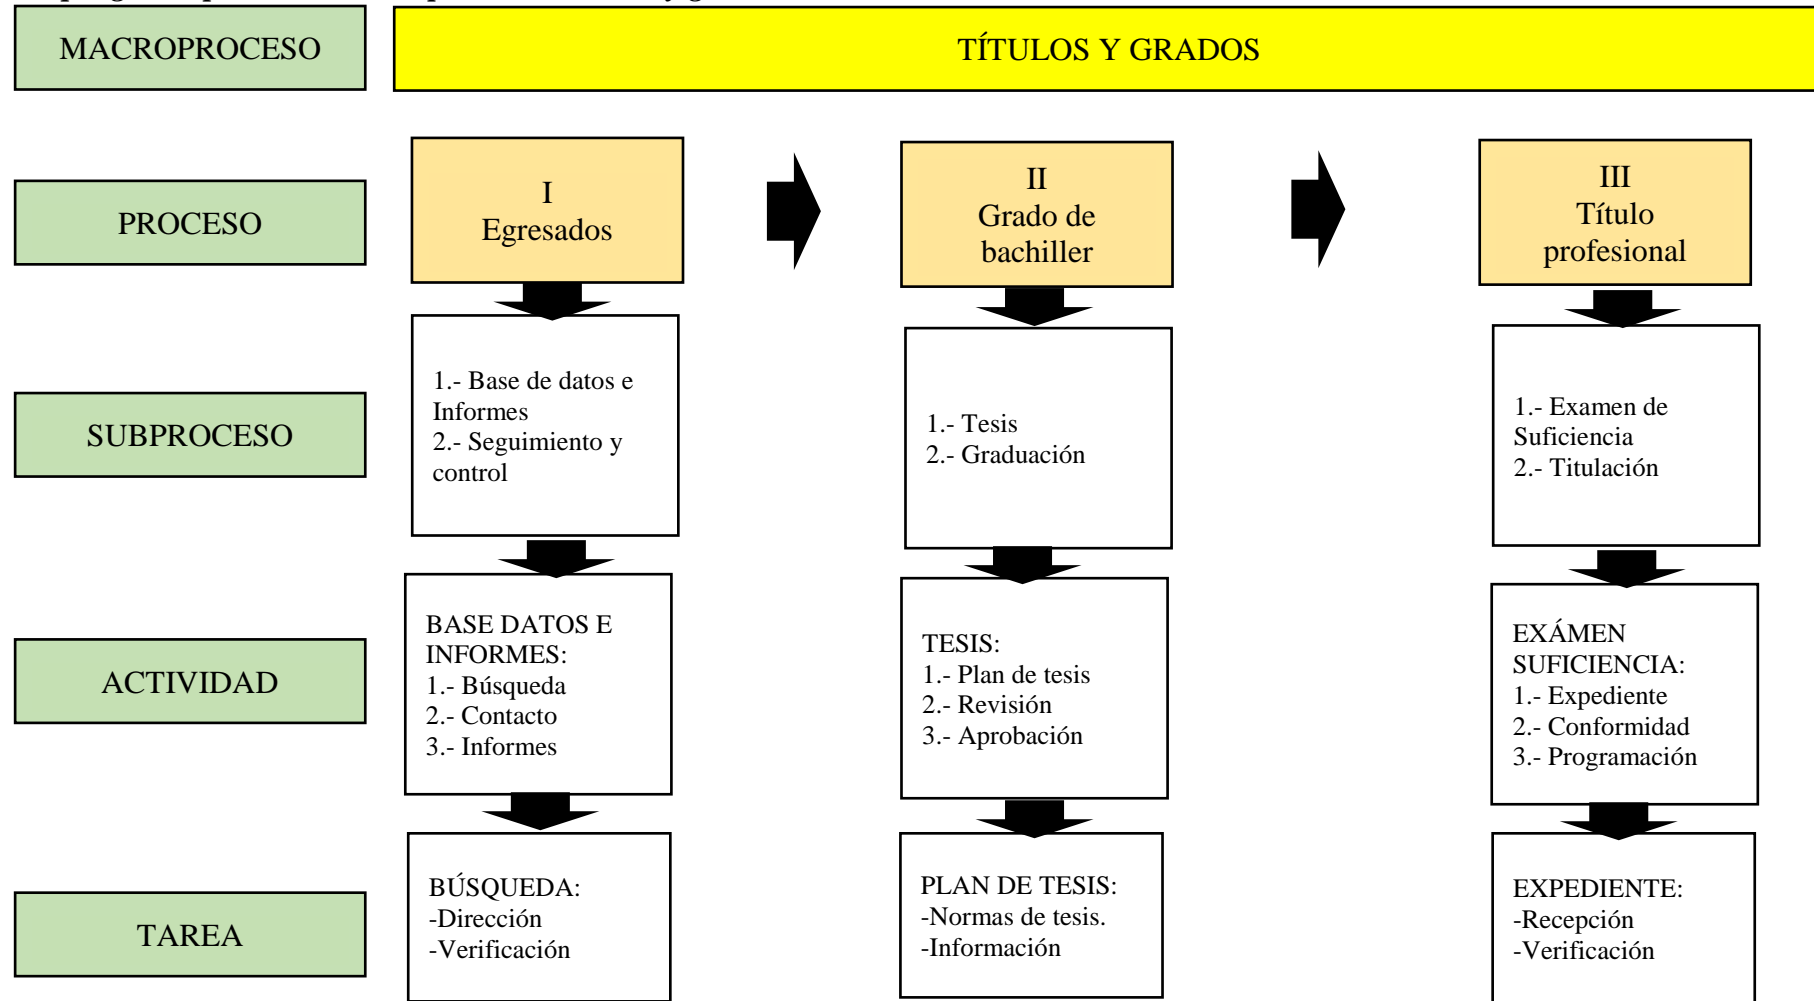 MACROPROCESO
TÍTULOS Y GRADOS
PROCESO
I
Egresados
II
Grado de
bachiller
III
Título
profesional
SUBPROCESO
1.- Base de datos e
Informes
2.- Seguimiento y
control
1.- Tesis
2.- Graduación
1.- Examen de
Suficiencia
2.- Titulación
ACTIVIDAD
BASE DATOS E
INFORMES:
1.- Búsqueda
2.- Contacto
3.- Informes
TESIS:
1.- Plan de tesis
2.- Revisión
3.- Aprobación
EXÁMEN
SUFICIENCIA:
1.- Expediente
2.- Conformidad
3.- Programación
TAREA
BÚSQUEDA:
-Dirección
-Verificación
PLAN DE TESIS:
-Normas de tesis.
-Información
EXPEDIENTE:
-Recepción
-Verificación